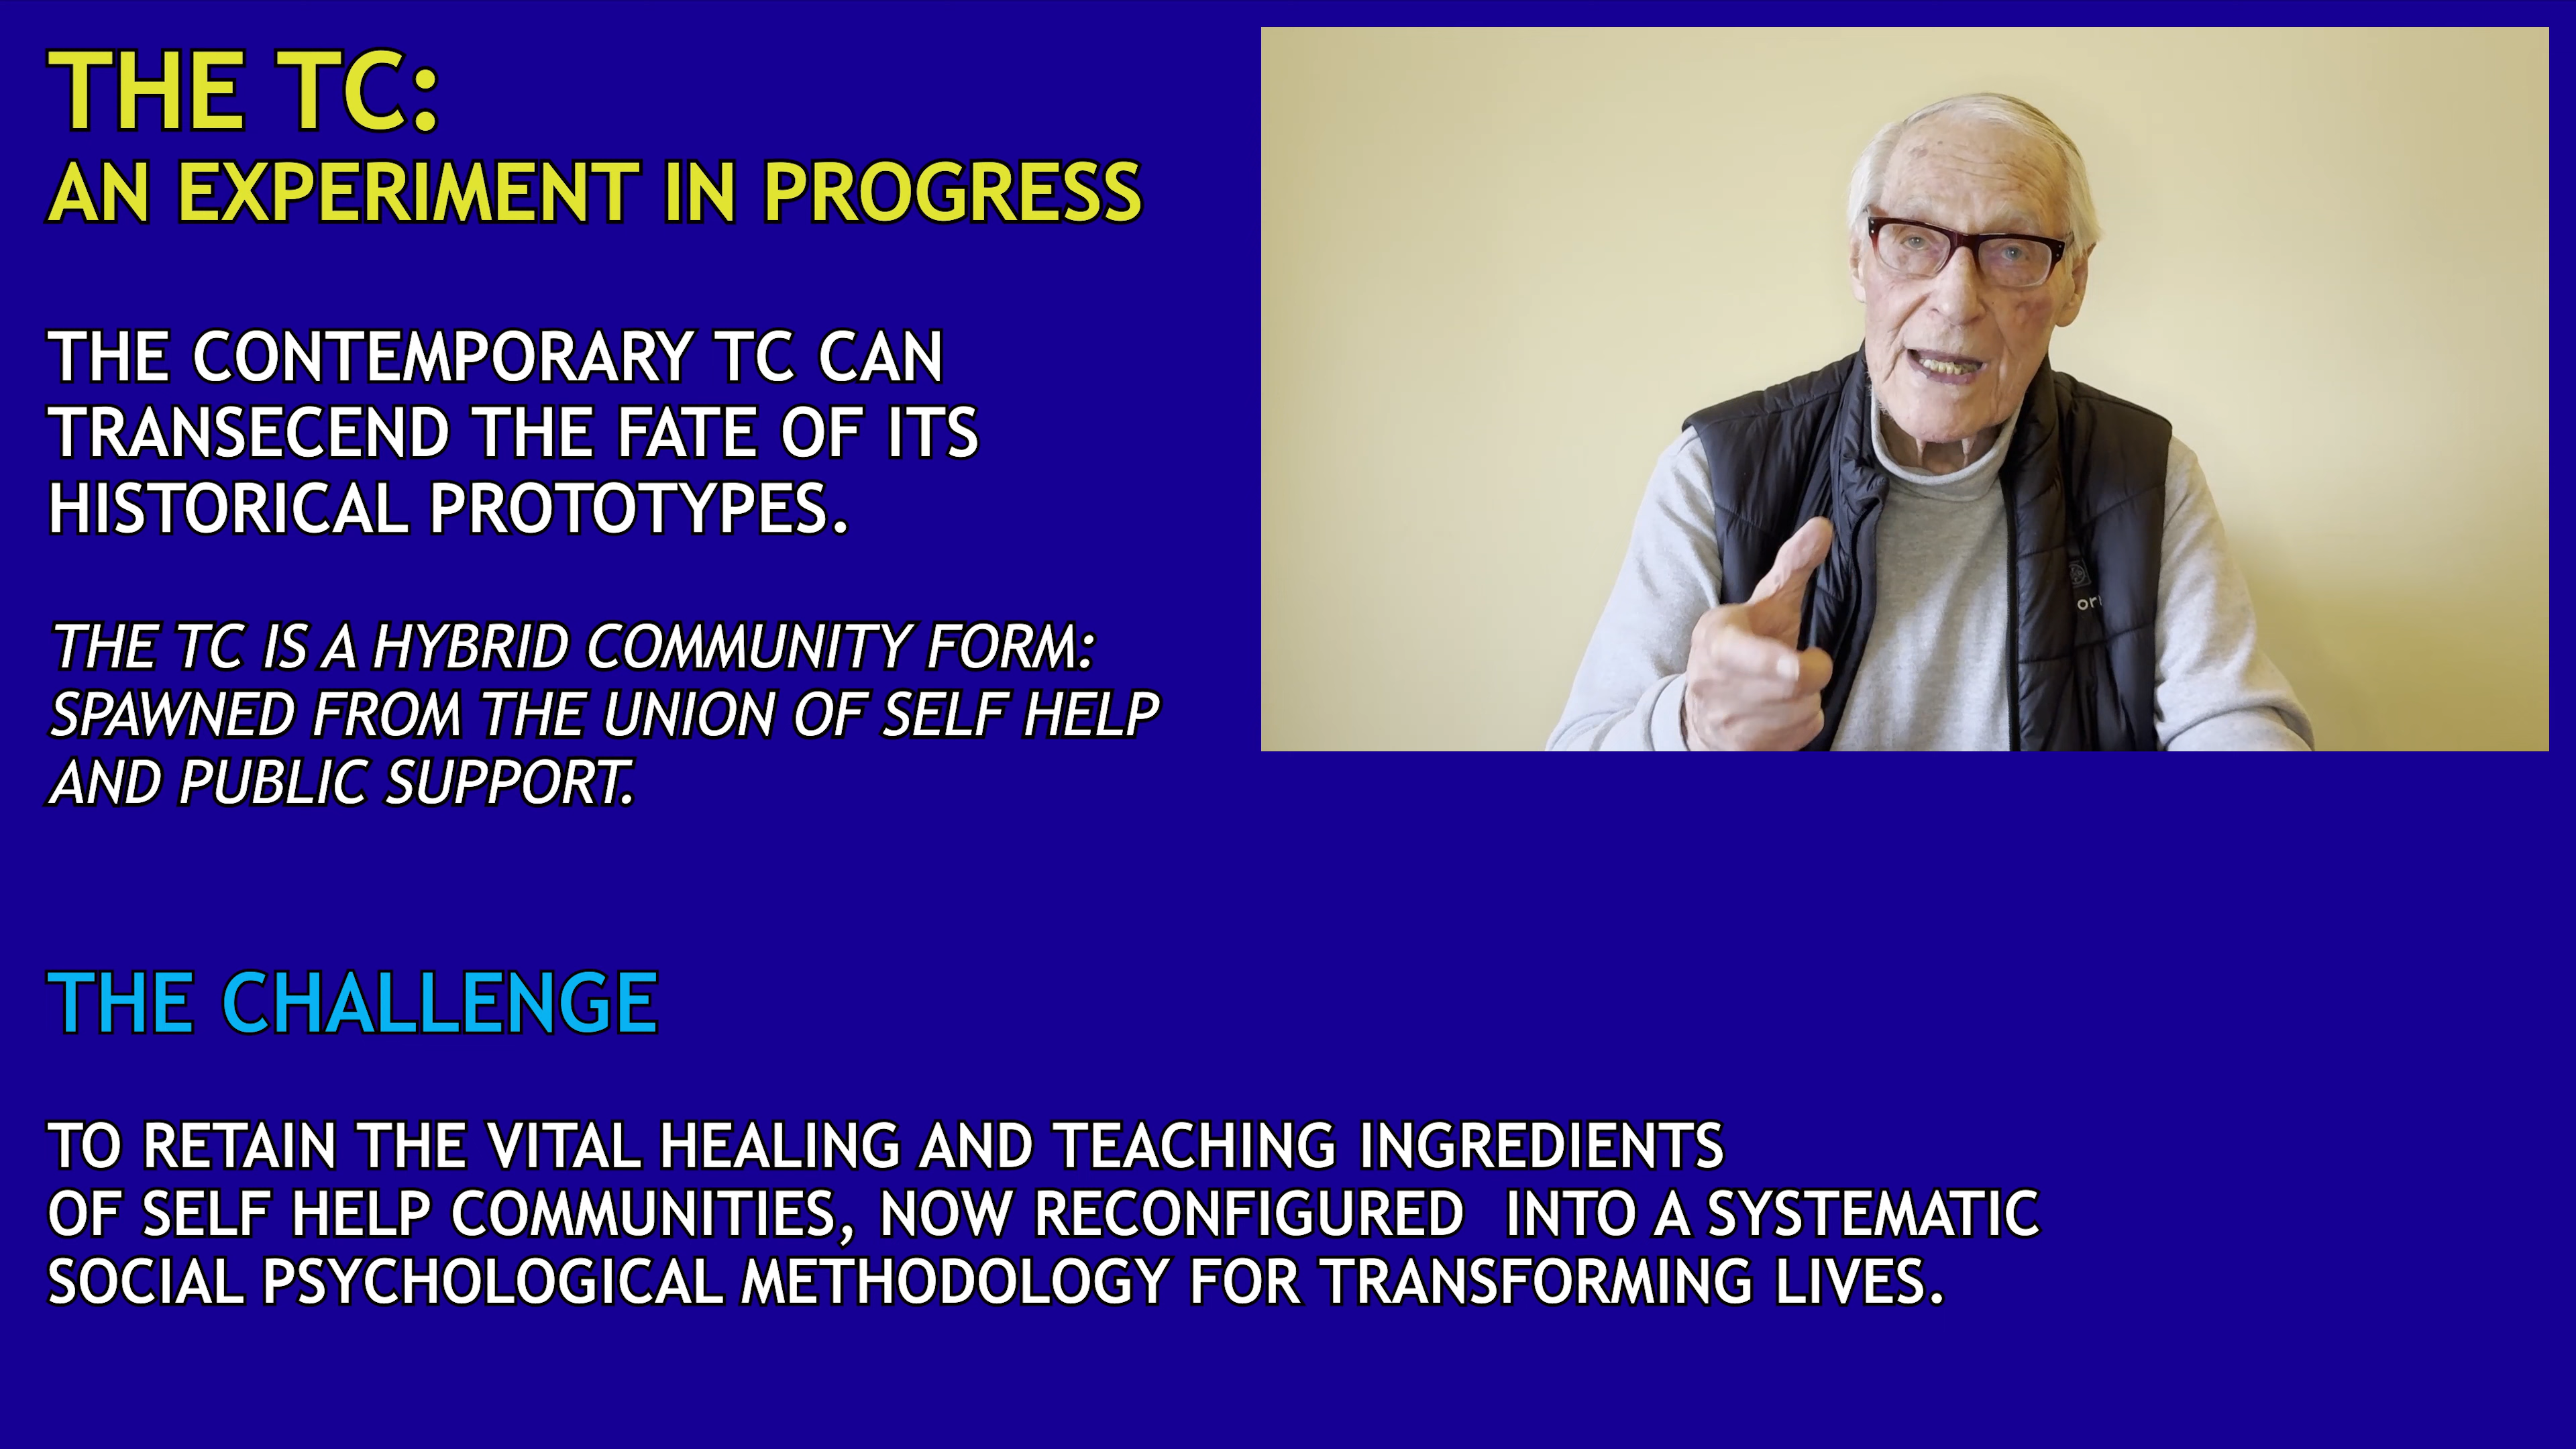 THE TC:
AN EXPERIMENT IN PROGRESS
THE CONTEMPORARY TC CAN
TRANSECEND THE FATE OF ITS
HISTORICAL PROTOTYPES.
THE TC IS A HYBRID COMMUNITY FORM:
SPAWNED FROM THE UNION OF SELF HELP
AND PUBLIC SUPPORT.
THE CHALLENGE
TO RETAIN THE VITAL HEALING AND TEACHING INGREDIENTS
OF SELF HELP COMMUNITIES, NOW RECONFIGURED  INTO A SYSTEMATIC
SOCIAL PSYCHOLOGICAL METHODOLOGY FOR TRANSFORMING LIVES.